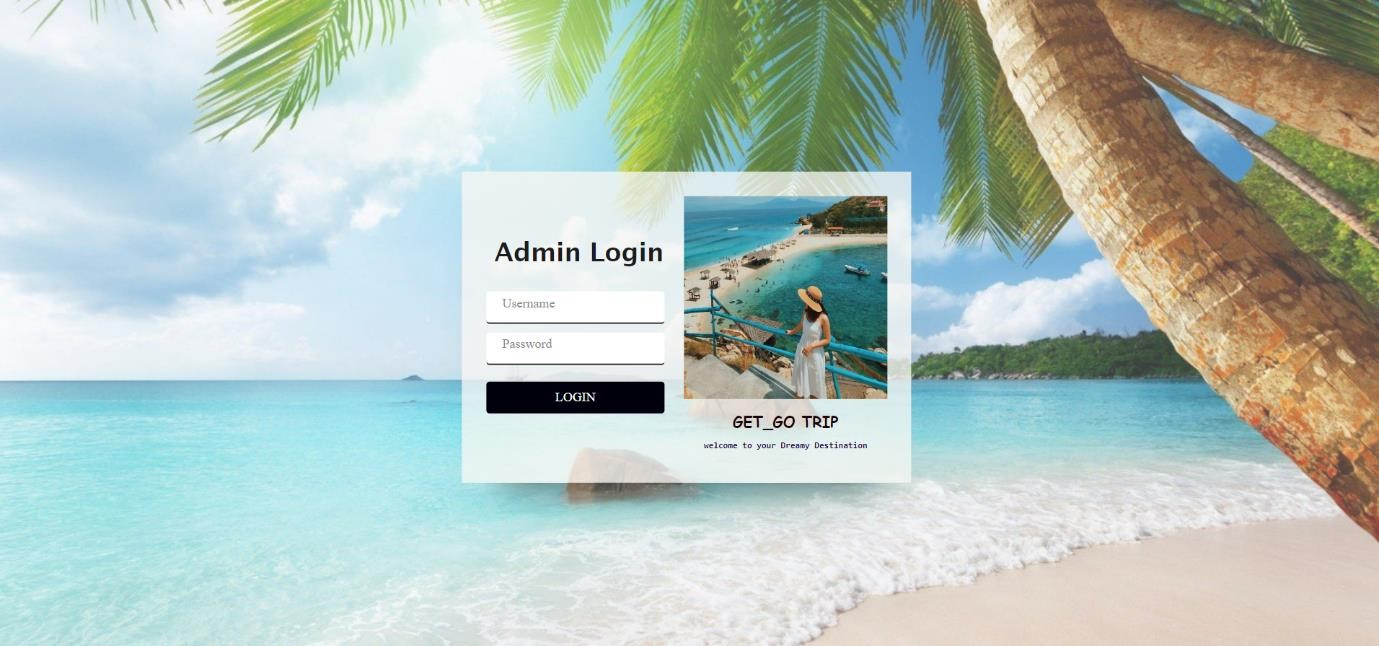 Admin Login
Username
Password
LOGIN
GET_GO TRIP
welcome to your Dreamy Destination